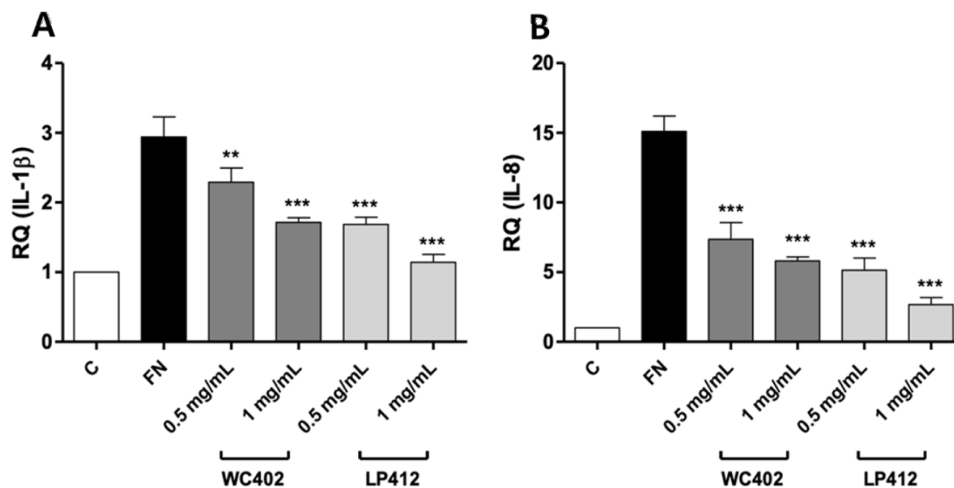 A
RQ (IL-1β)
4
3
2
1
0
**
***
***
***
C
FN
0.5 mg/mL
1 mg/mL
0.5 mg/mL
1 mg/mL
WC402
LP412
B
RQ (IL-8)
20
15
10
5
0
***
***
***
***
C
FN
0.5 mg/mL
1 mg/mL
0.5 mg/mL
1 mg/mL
WC402
LP412